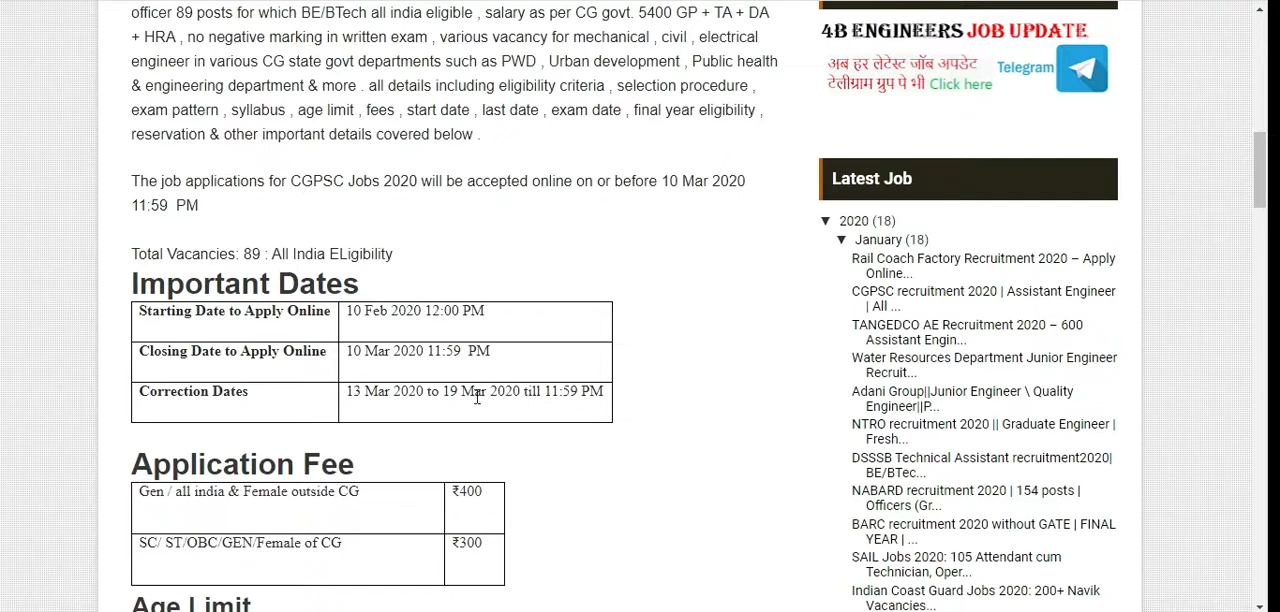 officer 89 posts for which BE/BTech all india eligible , salary as per CG govt. 5400 GP + TA + DA
+ HRA , no negative marking in written exam , various vacancy for mechanical , civil , electrical
engineer in various CG state govt departments such as PWD , Urban development , Public health
& engineering department & more . all details including eligibility criteria , selection procedure ,
exam pattern , syllabus , age limit , fees , start date , last date , exam date , final year eligibility ,
reservation & other important details covered below .
The job applications for CGPSC Jobs 2020 will be accepted online on or before 10 Mar 2020
11:59 PM
Total Vacancies: 89 : All India ELigibility
Important Dates
Starting Date to Apply Online 10 Feb 2020 12:00 PM
Closing Date to Apply Online 10 Mar 2020 11:59 PM
Correction Dates 13 Mar 2020 to 19 Mar 2020 till 11:59 PM
Application Fee
Gen / all india & Female outside CG ₹400
SC/ ST/OBC/GEN/Female of CG ₹300
Age Limit
4B ENGINEERS JOB UPDATE
अब हर लेटेस्ट जॉब अपडेट
टेलीग्राम ग्रुप पे भी Click here
Telegram
Latest Job
▼ 2020 (18)
▼ January (18)
Rail Coach Factory Recruitment 2020 – Apply
Online...
CGPSC recruitment 2020 | Assistant Engineer
| All ...
TANGEDCO AE Recruitment 2020 – 600
Assistant Engin...
Water Resources Department Junior Engineer
Recruit...
Adani Group||Junior Engineer \ Quality
Engineer||P...
NTRO recruitment 2020 || Graduate Engineer |
Fresh...
DSSSB Technical Assistant recruitment2020|
BE/BTec...
NABARD recruitment 2020 | 154 posts |
Officers (Gr...
BARC recruitment 2020 without GATE | FINAL
YEAR | ...
SAIL Jobs 2020: 105 Attendant cum
Technician, Oper...
Indian Coast Guard Jobs 2020: 200+ Navik
Vacancies...